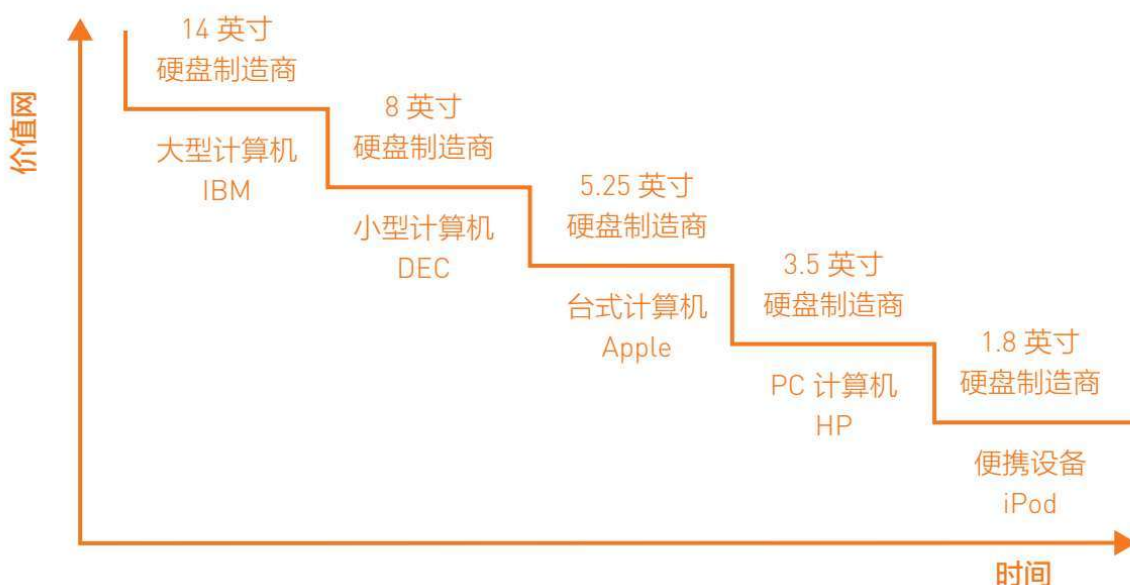 价值网
14 英寸
硬盘制造商
大型计算机
IBM
8 英寸
硬盘制造商
小型计算机
DEC
5.25 英寸
硬盘制造商
台式计算机
Apple
3.5 英寸
硬盘制造商
PC 计算机
HP
1.8 英寸
硬盘制造商
便携设备
iPod
时间